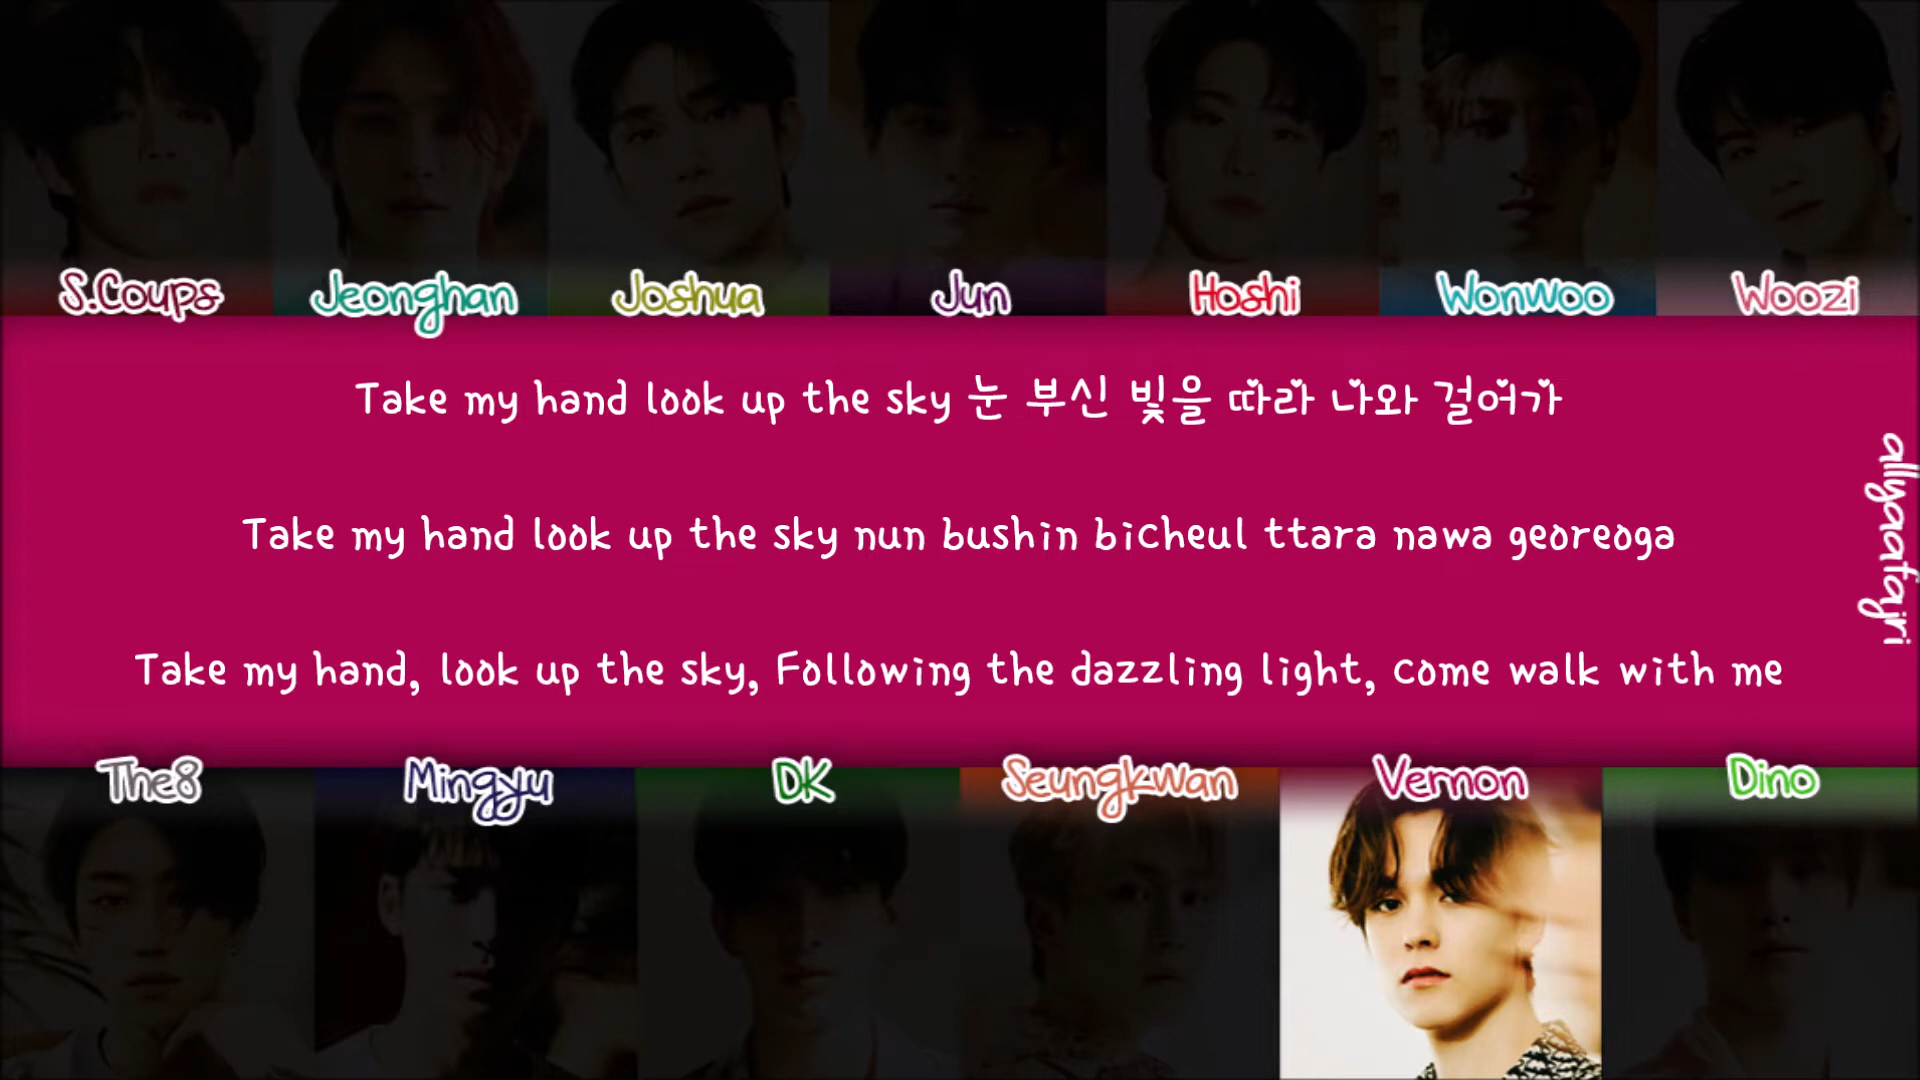 S.Coups Jeonghan Joshua Jun Hoshi Wonwoo Woozi
Take my hand look up the sky 눈 부신 빛을 따라 나와 걸어가
Take my hand look up the sky nun bushin bicheul ttara nawa georeoga
Take my hand, look up the sky, Following the dazzling light, come walk with me
allyaafajri
The8 Mingyu DK Seungkwan Vernon Dino